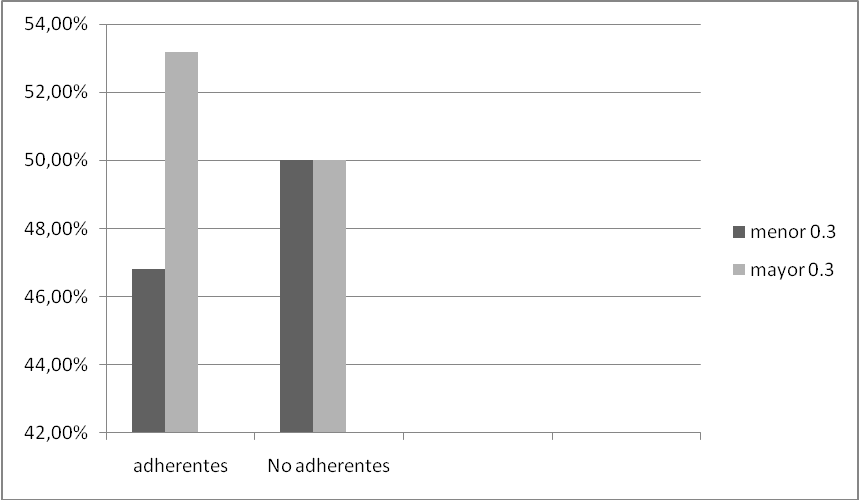 54,00%
52,00%
50,00%
48,00%
46,00%
44,00%
42,00%
adherentes
No adherentes
menor 0.3
mayor 0.3